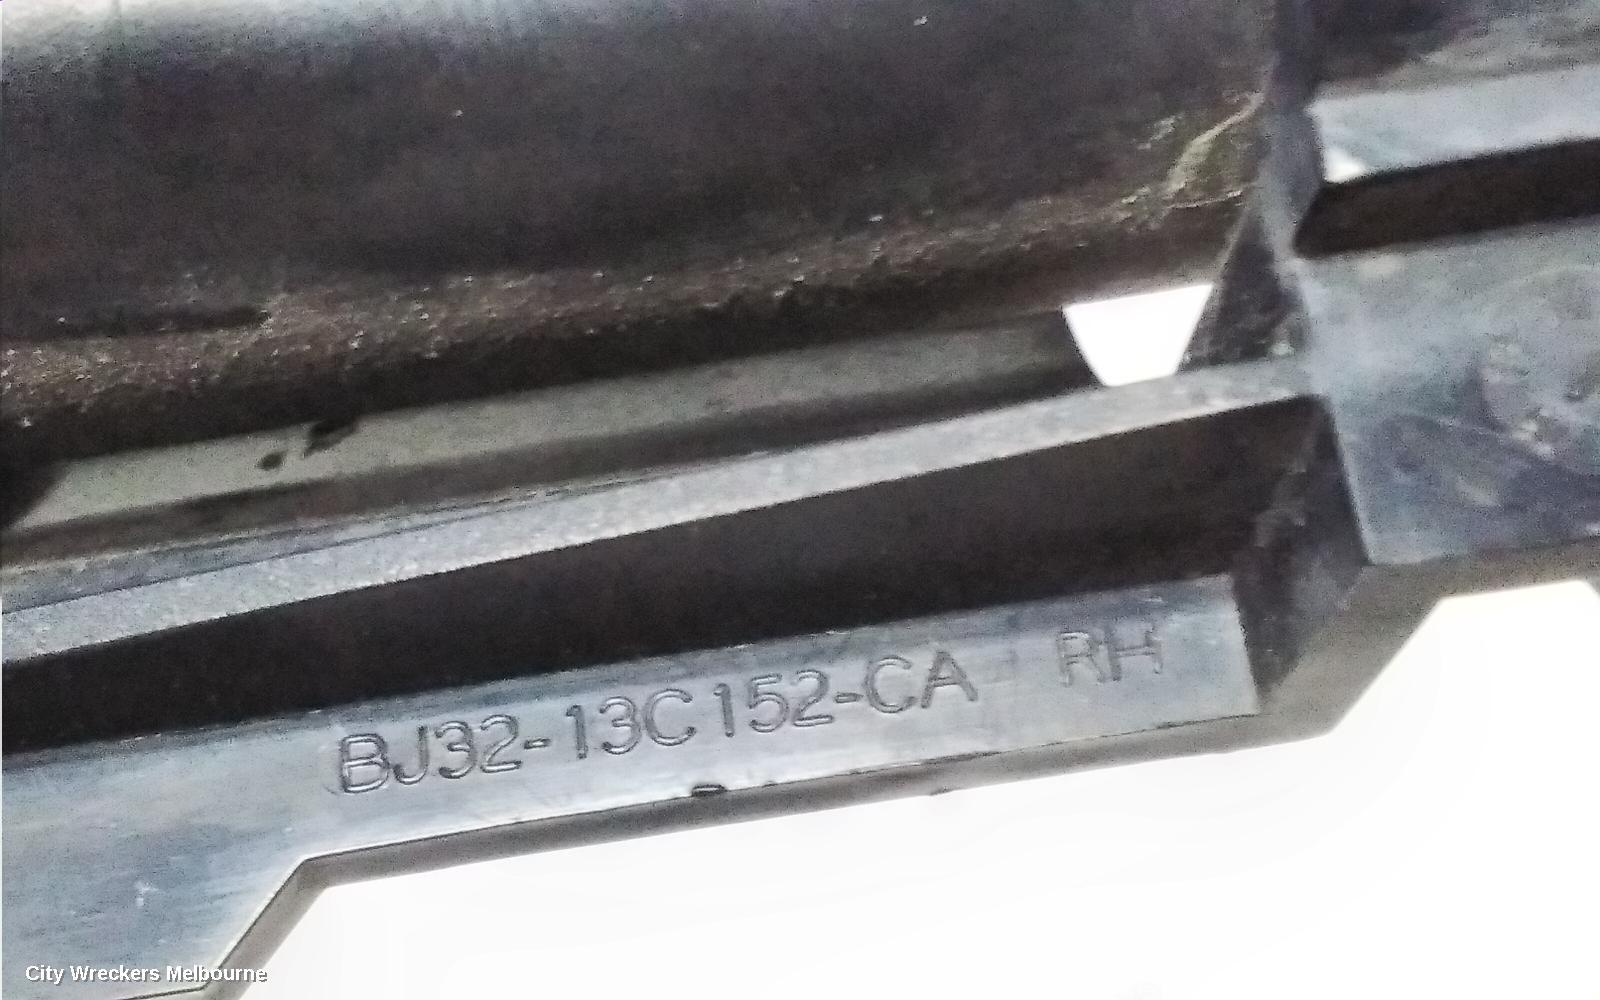 BJ32-13C152-CA RH
City Wreckers Melbourne